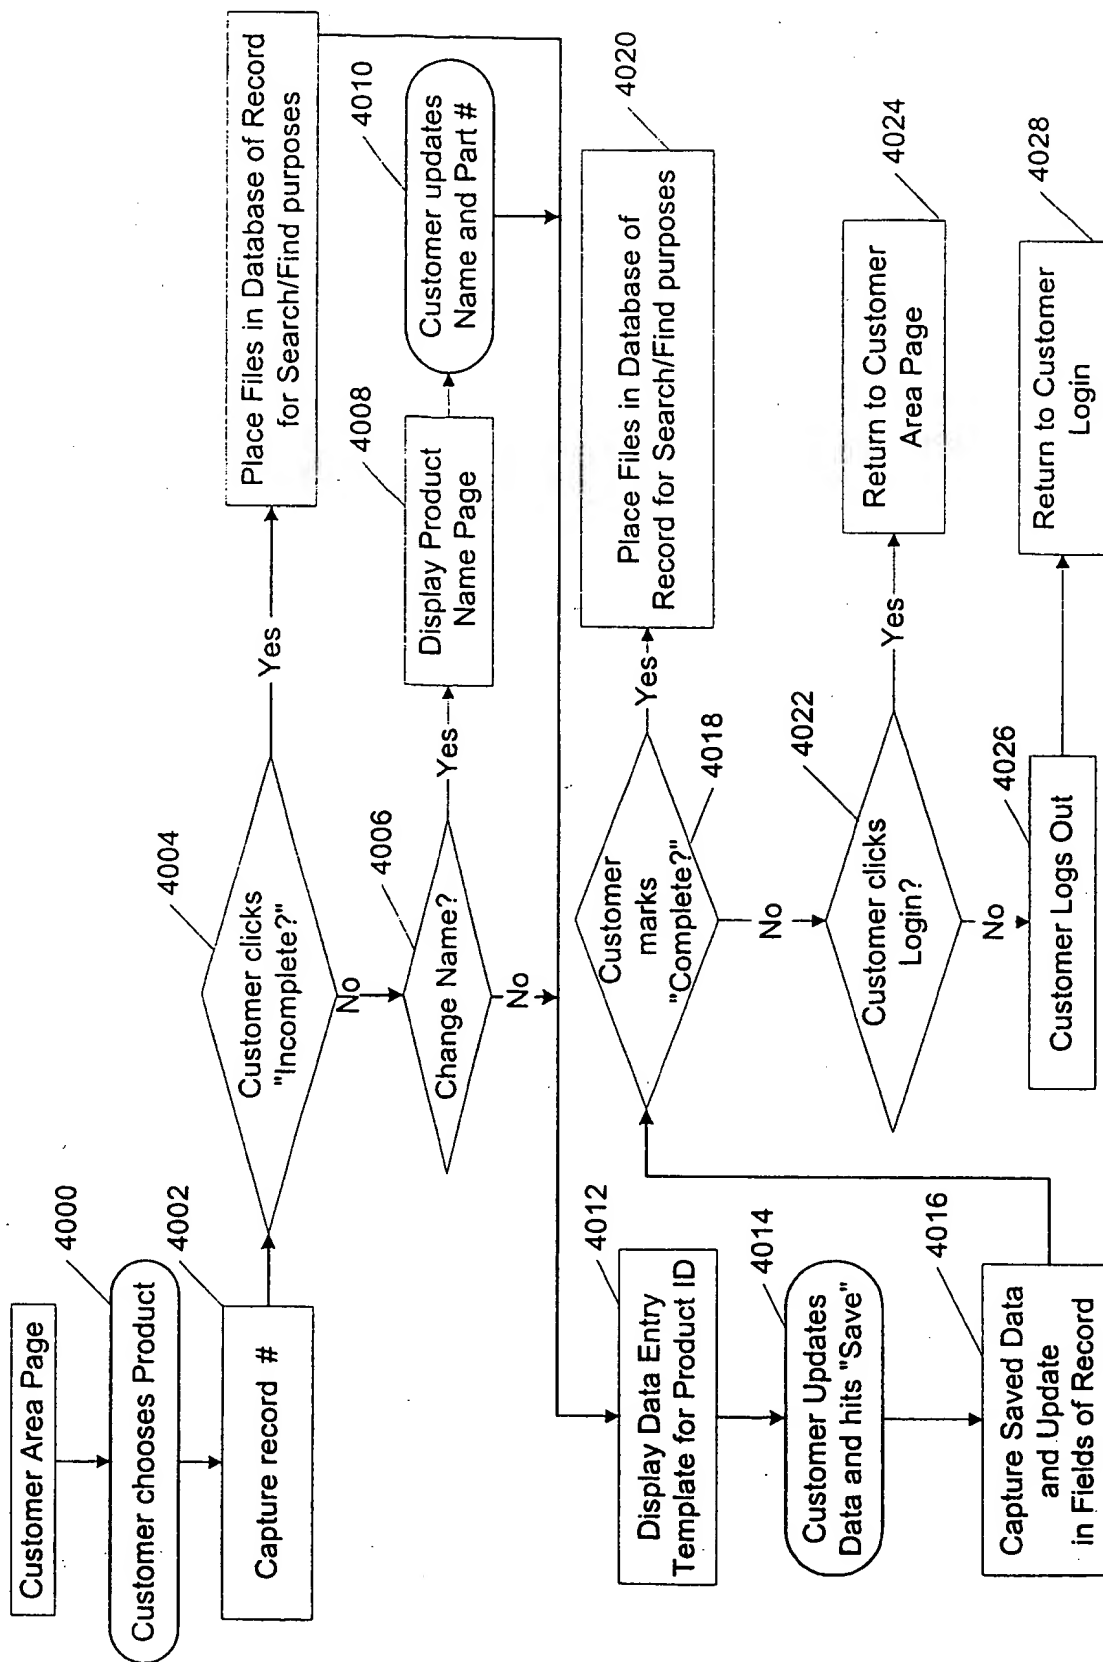 Customer Area Page
4000
Customer chooses Product
4002
Capture record #
4004
Customer clicks
"Incomplete?"
Yes
Place Files in Database of Record
for Search/Find purposes
No
4006
Change Name?
Yes
4008
Display Product
Name Page
4010
Customer updates
Name and Part #
No
4012
Display Data Entry
Template for Product ID
4014
Customer Updates
Data and hits "Save"
4016
Capture Saved Data
and Update
in Fields of Record
Customer
marks
"Complete?"
4018
Yes
4020
Place Files in Database of
Record for Search/Find purposes
No
4022
Customer clicks
Login?
Yes
4024
Return to Customer
Area Page
No
4026
Customer Logs Out
4028
Return to Customer
Login